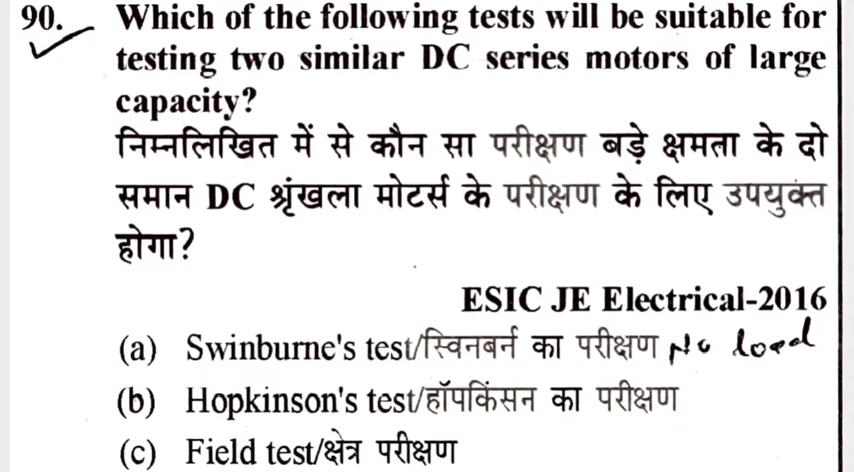 90. Which of the following tests will be suitable for
testing two similar DC series motors of large
capacity?
निम्नलिखित में से कौन सा परीक्षण बड़े क्षमता के दो
समान DC श्रृंखला मोटर्स के परीक्षण के लिए उपयुक्त
होगा?
ESIC JE Electrical-2016
(a) Swinburne's test/स्विनबर्न का परीक्षण No load
(b) Hopkinson's test/हॉपकिंसन का परीक्षण
(c) Field test/क्षेत्र परीक्षण